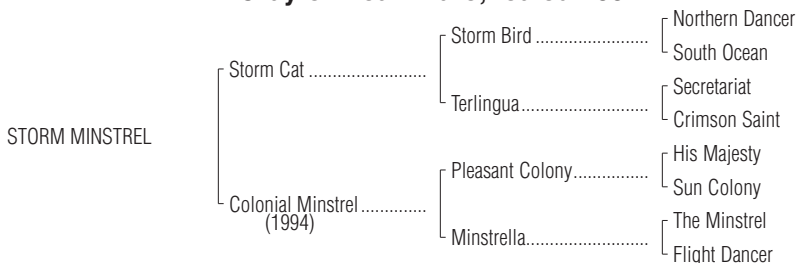 Northern Dancer
Storm Bird ........................
South Ocean
Storm Cat .........................
Secretariat
Terlingua...........................
Crimson Saint
STORM MINSTREL
His Majesty
Pleasant Colony................
Sun Colony
Colonial Minstrel ..............
(1994)
The Minstrel
Minstrella..........................
Flight Dancer